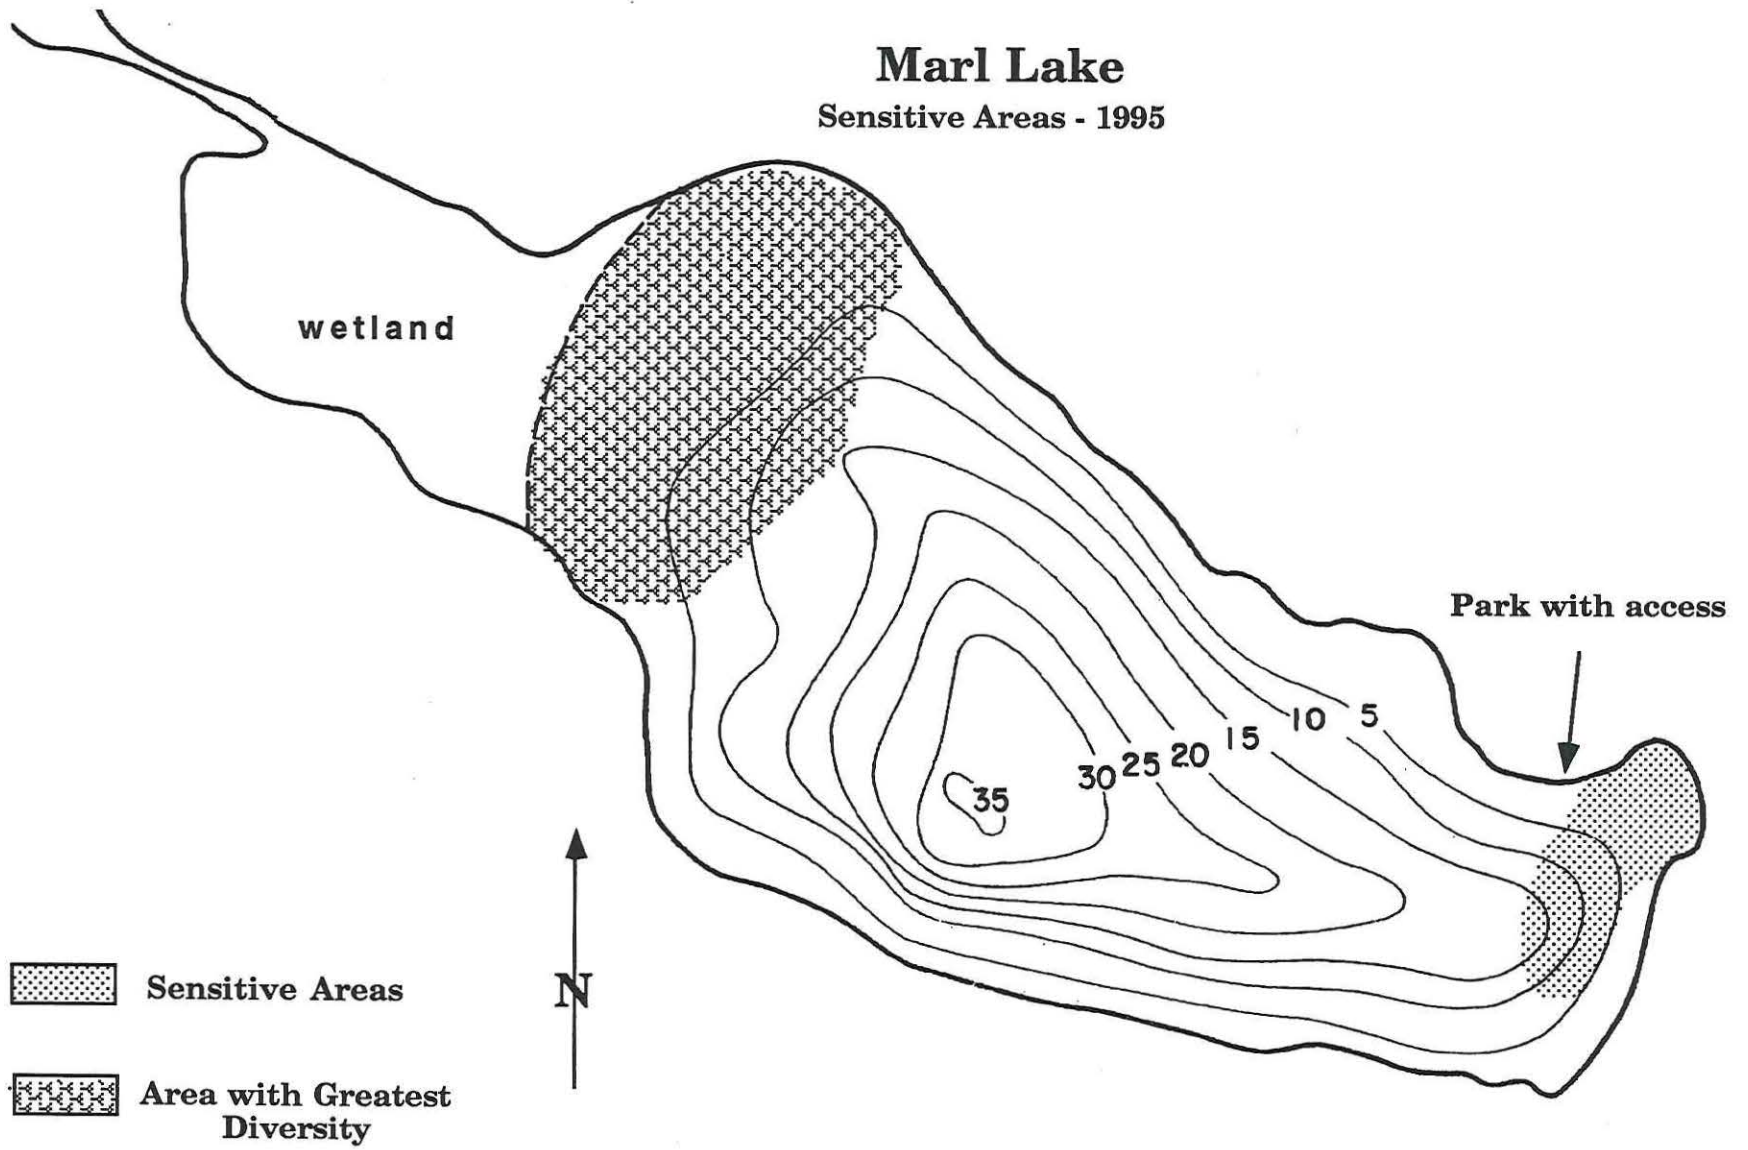 Marl Lake
Sensitive Areas - 1995
wetland
Park with access
5
10
15
20
25
30
35
N
Sensitive Areas
Area with Greatest
Diversity